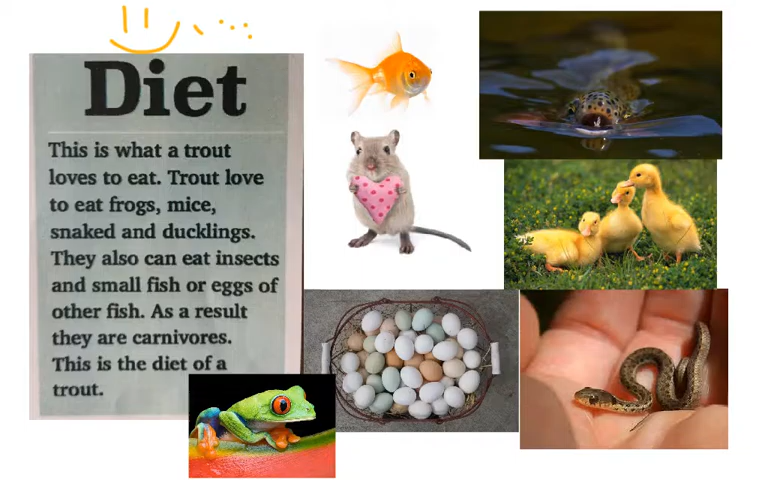 Diet
This is what a trout
loves to eat. Trout love
to eat frogs, mice,
snaked and ducklings.
They also can eat insects
and small fish or eggs of
other fish. As a result
they are carnivores.
This is the diet of a
trout.